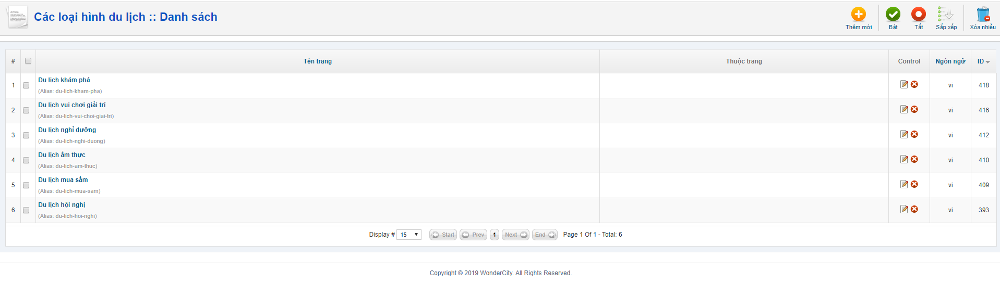 Các loại hình du lịch :: Danh sách
Thêm mới
Bật
Tắt
Sắp xếp
Xóa nhiều
# Tên trang Thuộc trang Control Ngôn ngữ ID
1 Du lịch khám phá vi 418
(Alias: du-lich-kham-pha)
2 Du lịch vui chơi giải trí vi 416
(Alias: du-lich-vui-choi-giai-tri)
3 Du lịch nghỉ dưỡng vi 412
(Alias: du-lich-nghi-duong)
4 Du lịch ẩm thực vi 410
(Alias: du-lich-am-thuc)
5 Du lịch mua sắm vi 409
(Alias: du-lich-mua-sam)
6 Du lịch hội nghị vi 393
(Alias: du-lich-hoi-nghi)
Display # 15 Start Prev 1 Next End Page 1 Of 1 - Total: 6
Copyright © 2019 WonderCity. All Rights Reserved.